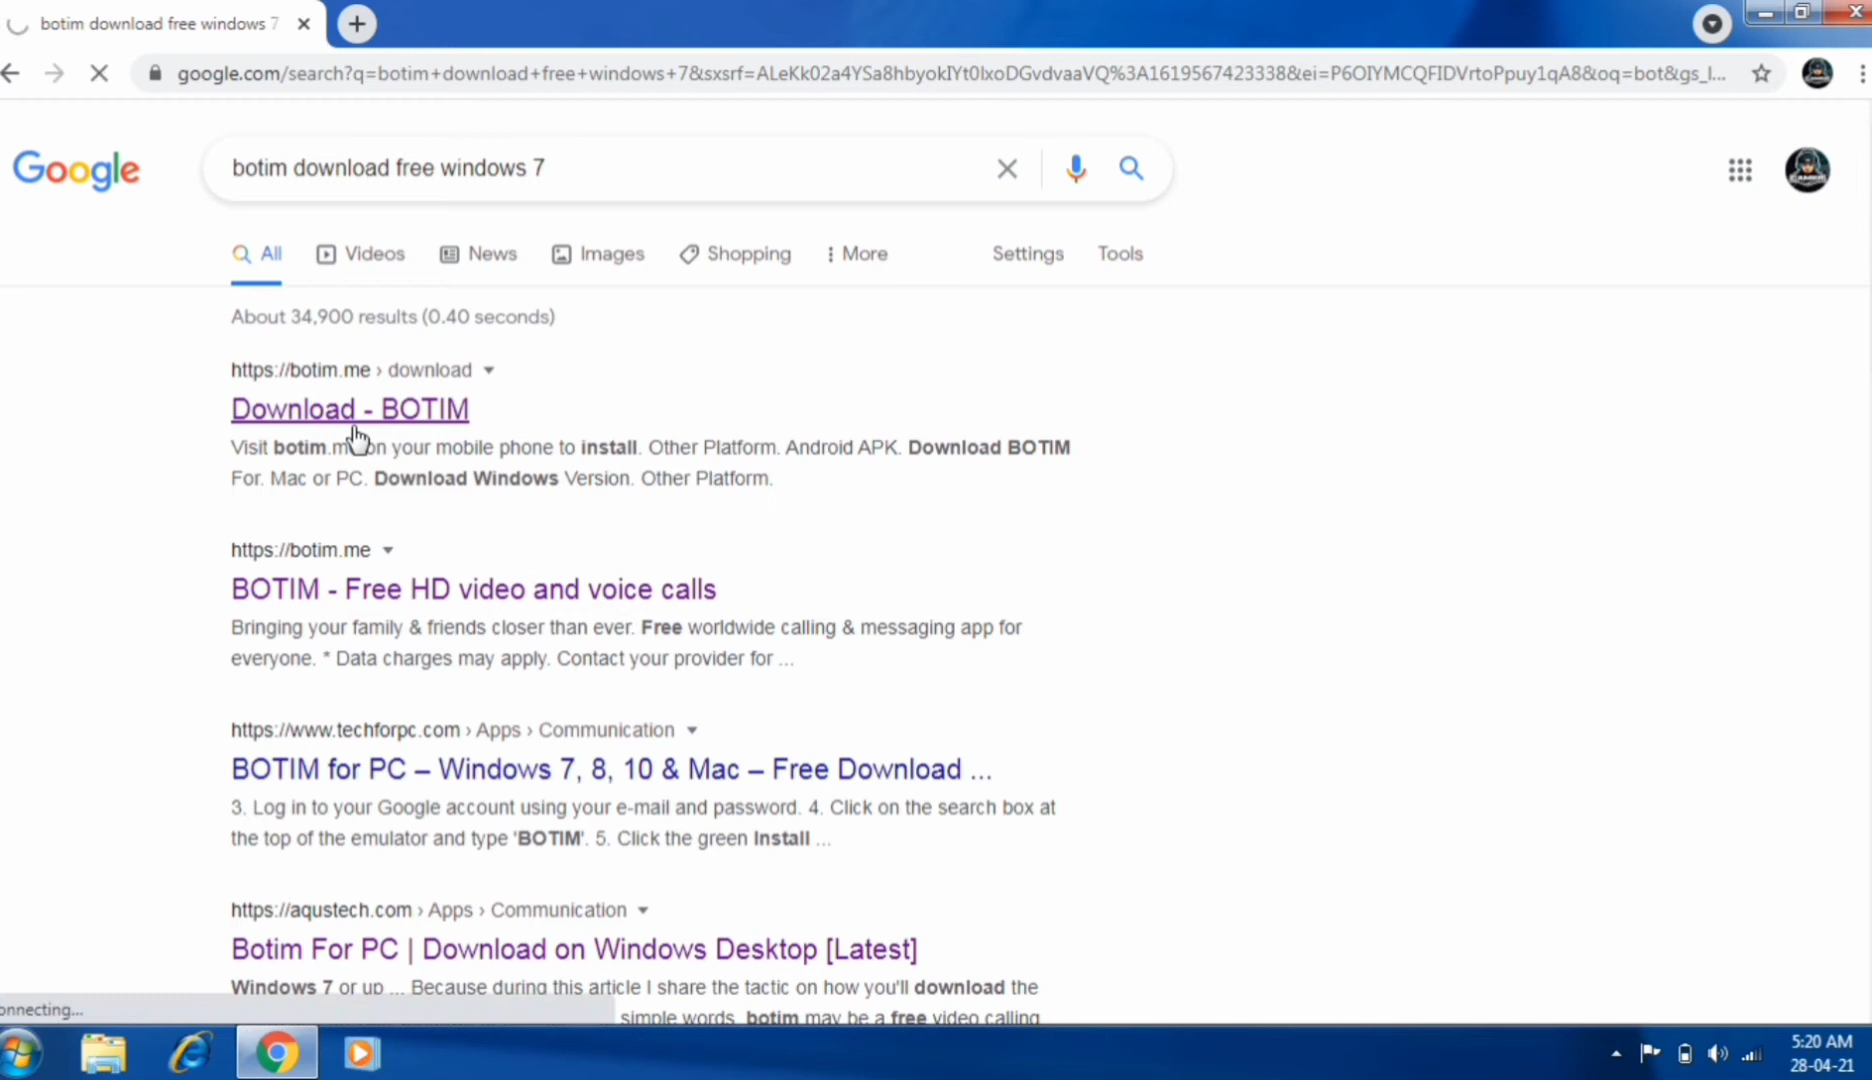 botim download free windows 7
google.com/search?q=botim+download+free+windows+7&sxsrf=ALeKk02a4YSa8hbyokIYt0lxoDGvdvaaVQ%3A1619567423338&ei=P6OIYMCQFIDVrtoPpuy1qA8&oq=bot&gs_l...
Google
botim download free windows 7
All Videos News Images Shopping More Settings Tools
About 34,900 results (0.40 seconds)
https://botim.me › download
Download - BOTIM
Visit botim.m on your mobile phone to install. Other Platform. Android APK. Download BOTIM
For. Mac or PC. Download Windows Version. Other Platform.
https://botim.me
BOTIM - Free HD video and voice calls
Bringing your family & friends closer than ever. Free worldwide calling & messaging app for
everyone. * Data charges may apply. Contact your provider for ...
https://www.techforpc.com › Apps › Communication
BOTIM for PC – Windows 7, 8, 10 & Mac – Free Download ...
3. Log in to your Google account using your e-mail and password. 4. Click on the search box at
the top of the emulator and type 'BOTIM'. 5. Click the green Install ...
https://aqustech.com › Apps › Communication
Botim For PC | Download on Windows Desktop [Latest]
Windows 7 or up ... Because during this article I share the tactic on how you'll download the
onnecting...
simple words, botim may be a free video calling
5:20 AM
28-04-21